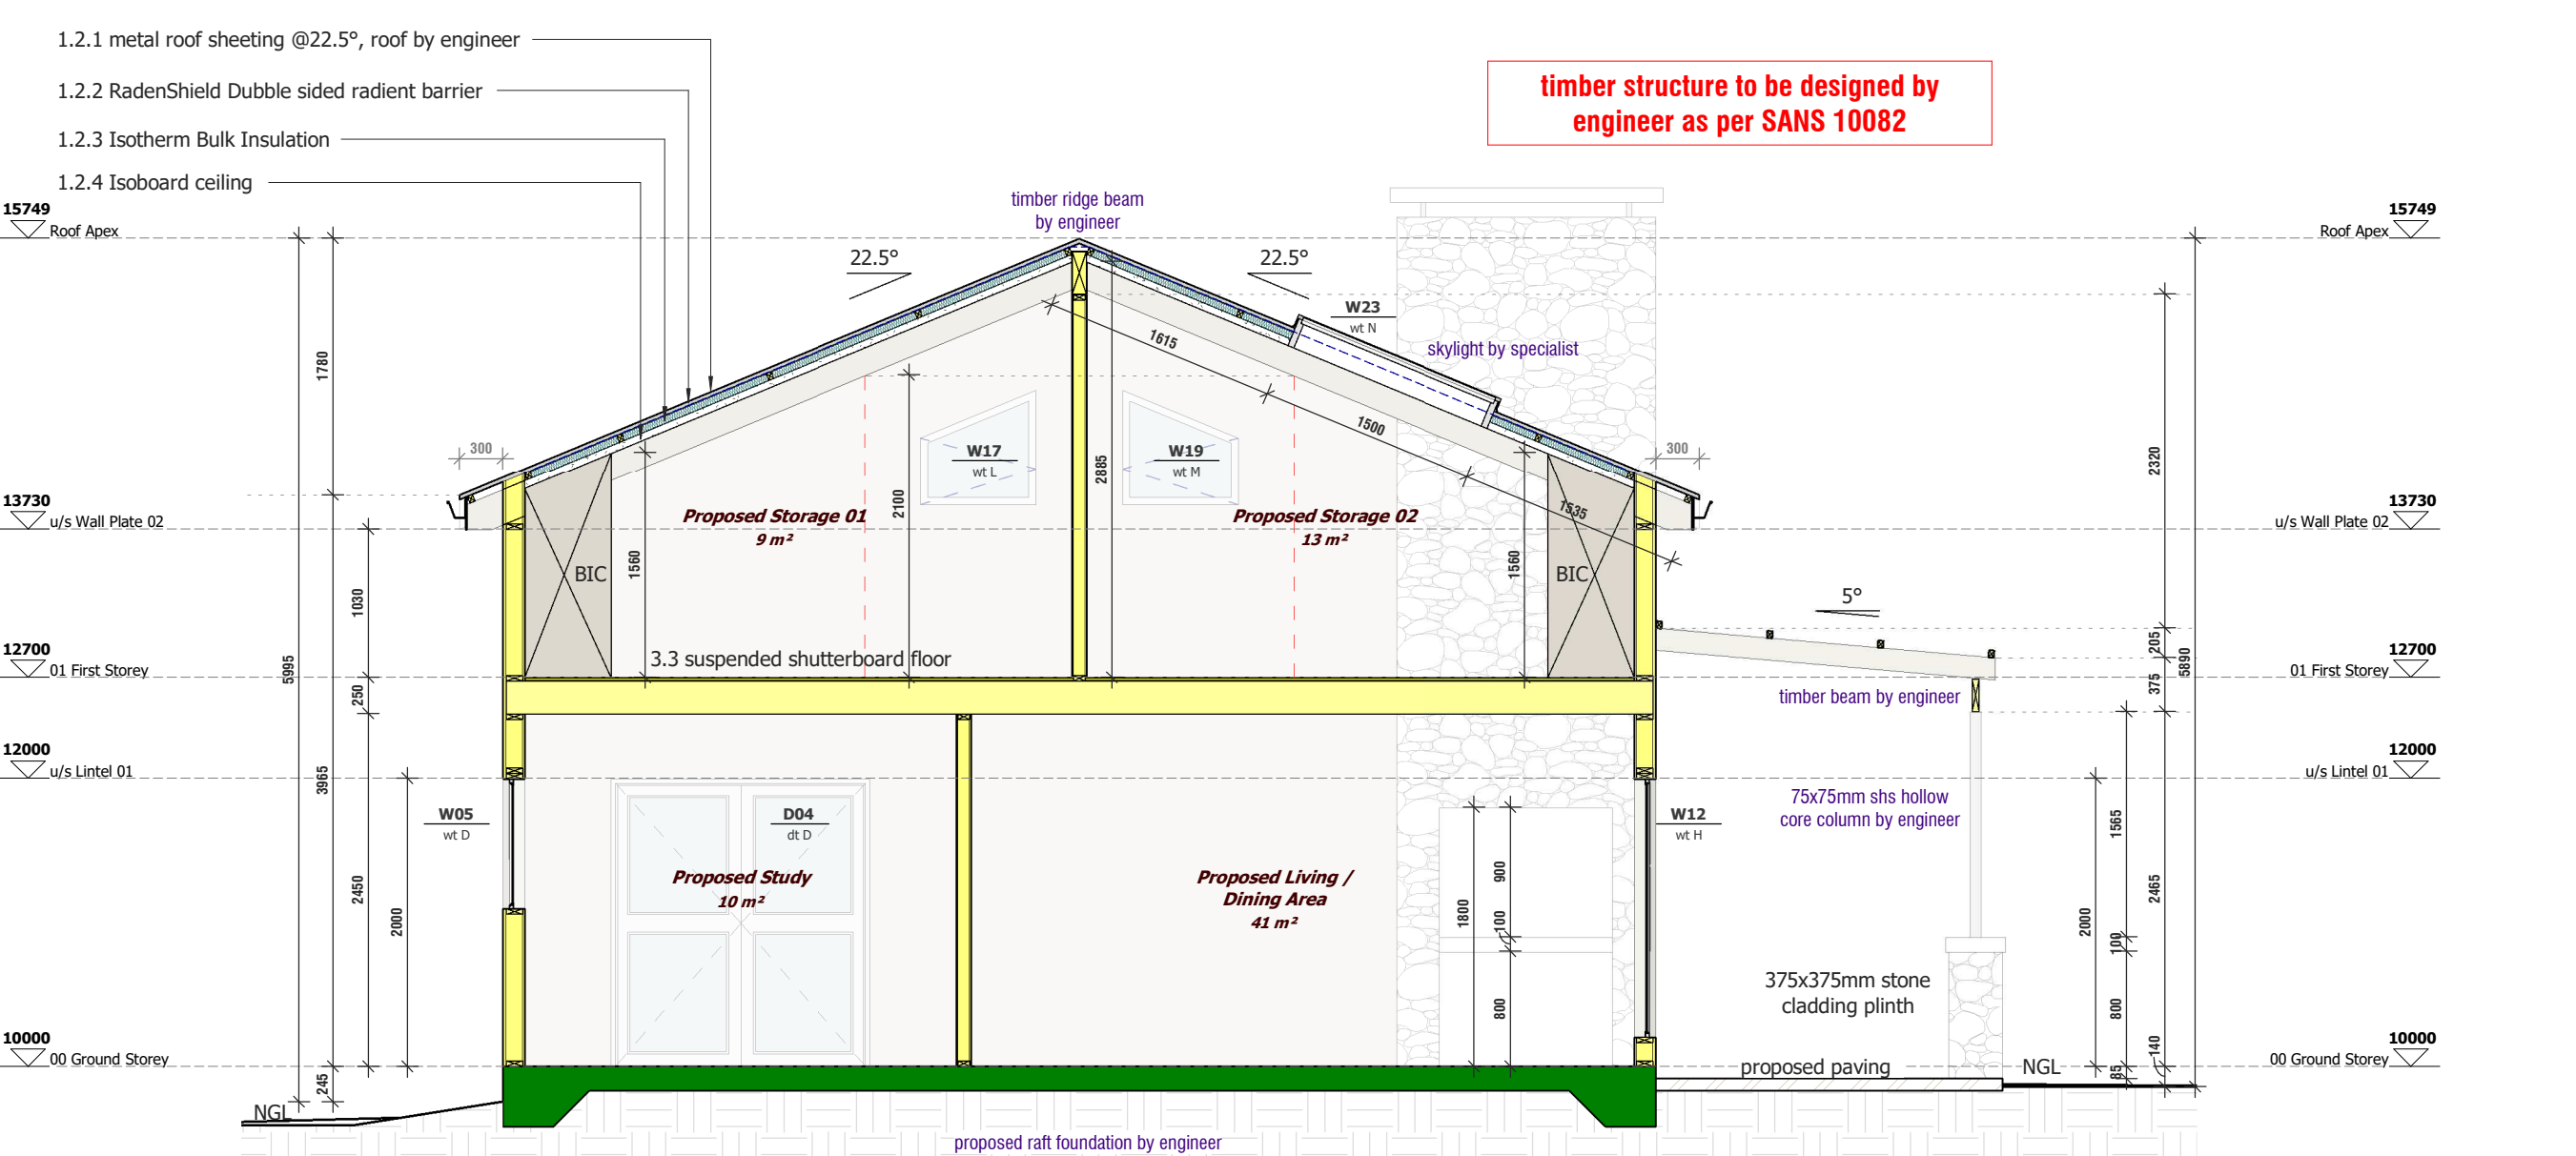 1.2.1 metal roof sheeting @22.5°, roof by engineer
1.2.2 RadenShield Dubble sided radient barrier
1.2.3 Isotherm Bulk Insulation
1.2.4 Isoboard ceiling
timber structure to be designed by
engineer as per SANS 10082
timber ridge beam
by engineer
15749
Roof Apex
15749
Roof Apex
22.5°
22.5°
W23
wt N
skylight by specialist
1615
1500
1535
1780
300
300
2320
W17
wt L
W19
wt M
2885
2100
13730
u/s Wall Plate 02
13730
u/s Wall Plate 02
Proposed Storage 01
9 m²
Proposed Storage 02
13 m²
BIC
1560
1560
BIC
1030
5°
12700
01 First Storey
12700
01 First Storey
3.3 suspended shutterboard floor
5995
250
205
375
5890
timber beam by engineer
12000
u/s Lintel 01
12000
u/s Lintel 01
3965
75x75mm shs hollow
core column by engineer
W05
wt D
D04
dt D
W12
wt H
1565
2450
2000
Proposed Study
10 m²
Proposed Living /
Dining Area
41 m²
1800
900
100
800
2465
2000
100
800
375x375mm stone
cladding plinth
10000
00 Ground Storey
10000
00 Ground Storey
245
140
85
proposed paving
NGL
NGL
proposed raft foundation by engineer